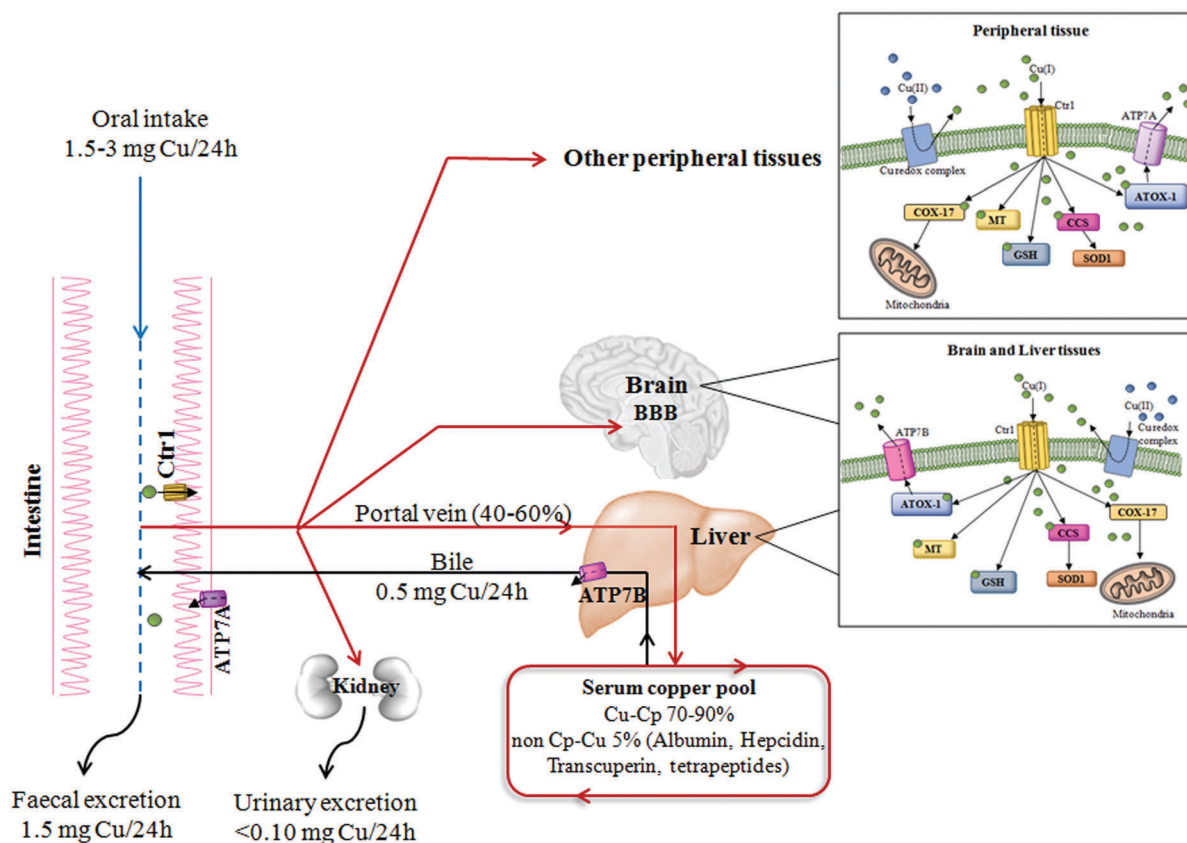 Oral intake
1.5-3 mg Cu/24h
Other peripheral tissues
Intestine
Ctr1
ATP7A
Brain
BBB
Portal vein (40-60%)
Liver
Bile
0.5 mg Cu/24h
ATP7B
Kidney
Serum copper pool
Cu-Cp 70-90%
non Cp-Cu 5% (Albumin, Hepcidin,
Transcuperin, tetrapeptides)
Faecal excretion
1.5 mg Cu/24h
Urinary excretion
<0.10 mg Cu/24h
Peripheral tissue
Cu(I)
Cu(II)
Ctr1
ATP7A
Cu redox complex
ATOX-1
COX-17
MT
CCS
GSH
SOD1
Mitochondria
Brain and Liver tissues
Cu(I)
Cu(II)
ATP7B
Ctr1
Cu redox
complex
ATOX-1
COX-17
CCS
MT
GSH
SOD1
Mitochondria